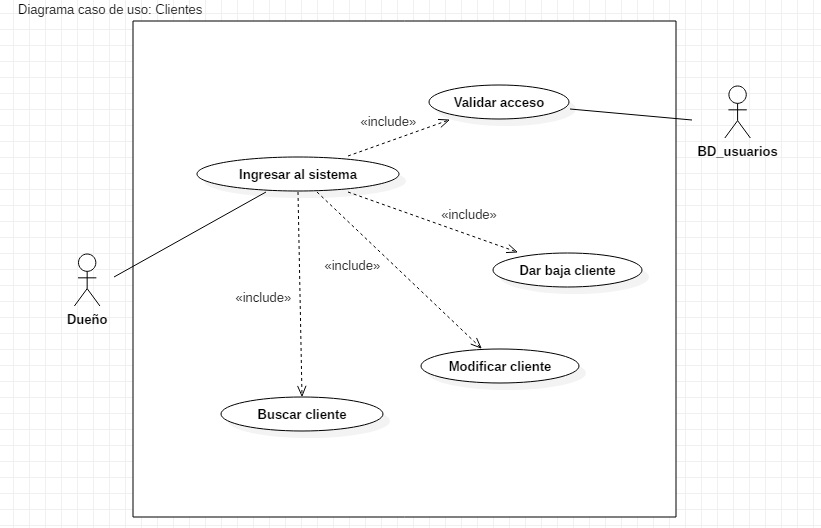 Diagrama caso de uso: Clientes
Validar acceso
«include»
BD_usuarios
Ingresar al sistema
«include»
Dar baja cliente
«include»
«include»
Dueño
Modificar cliente
Buscar cliente